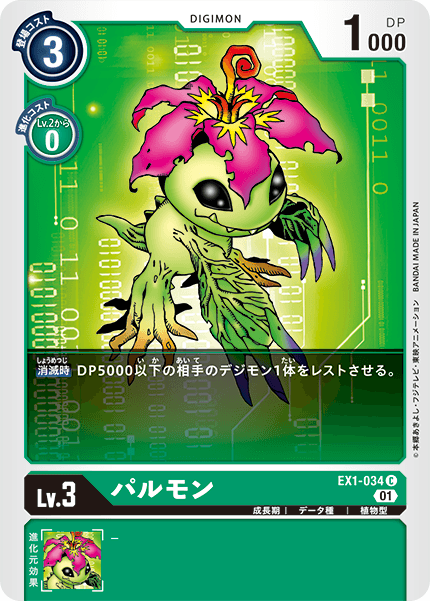 登場コスト
3
DIGIMON
DP
1000
進化コスト
Lv.2から
0
消滅時 DP5000以下の相手のデジモン1体をレストさせる。
しょうめつじ いか あいて たい
©本郷あきよし・フジテレビ・東映アニメーション BANDAI MADE IN JAPAN
EX1-034 C
Lv.3 パルモン
01
成長期 | データ種 | 植物型
進化元効果
－